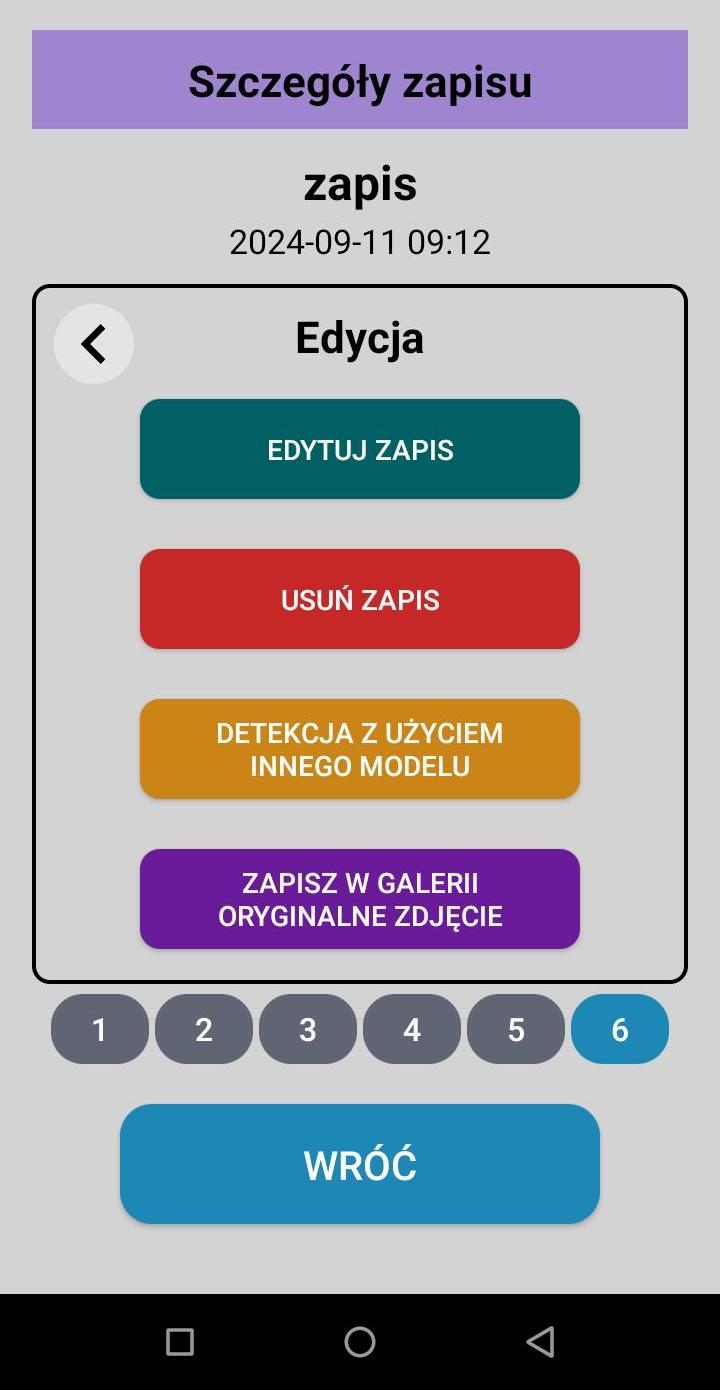 Szczegóły zapisu
zapis
2024-09-11 09:12
Edycja
EDYTUJ ZAPIS
USUŃ ZAPIS
DETEKCJA Z UŻYCIEM
INNEGO MODELU
ZAPISZ W GALERII
ORYGINALNE ZDJĘCIE
1 2 3 4 5 6
WRÓĆ